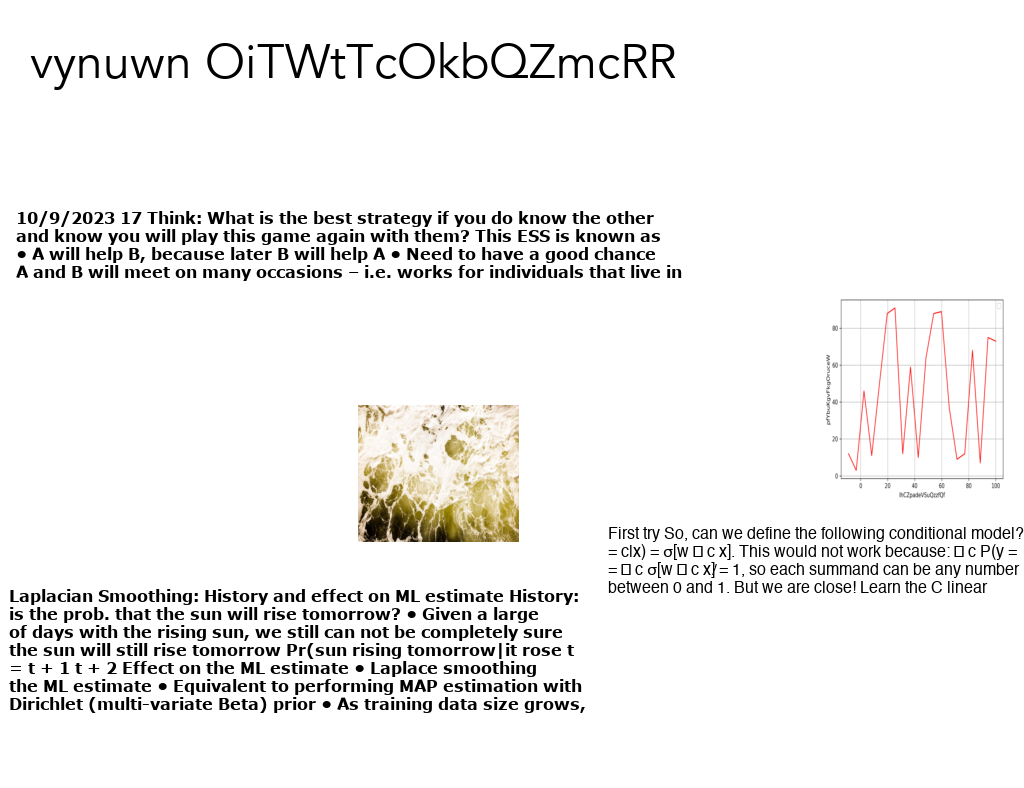 vynuwn OiTWtTcOkbQZmcRR
10/9/2023 17 Think: What is the best strategy if you do know the other
and know you will play this game again with them? This ESS is known as
● A will help B, because later B will help A ● Need to have a good chance
A and B will meet on many occasions – i.e. works for individuals that live in
80
60
40
20
0
0 20 40 60 80 100
IhCZpadeVSuQzzfQf
First try So, can we define the following conditional model?
= c|x) = σ[w □ c x]. This would not work because: □ c P(y =
= □ c σ[w □ c x]̸ = 1, so each summand can be any number
between 0 and 1. But we are close! Learn the C linear
Laplacian Smoothing: History and effect on ML estimate History:
is the prob. that the sun will rise tomorrow? ● Given a large
of days with the rising sun, we still can not be completely sure
the sun will still rise tomorrow Pr(sun rising tomorrow|it rose t
= t + 1 t + 2 Effect on the ML estimate ● Laplace smoothing
the ML estimate ● Equivalent to performing MAP estimation with
Dirichlet (multi-variate Beta) prior ● As training data size grows,